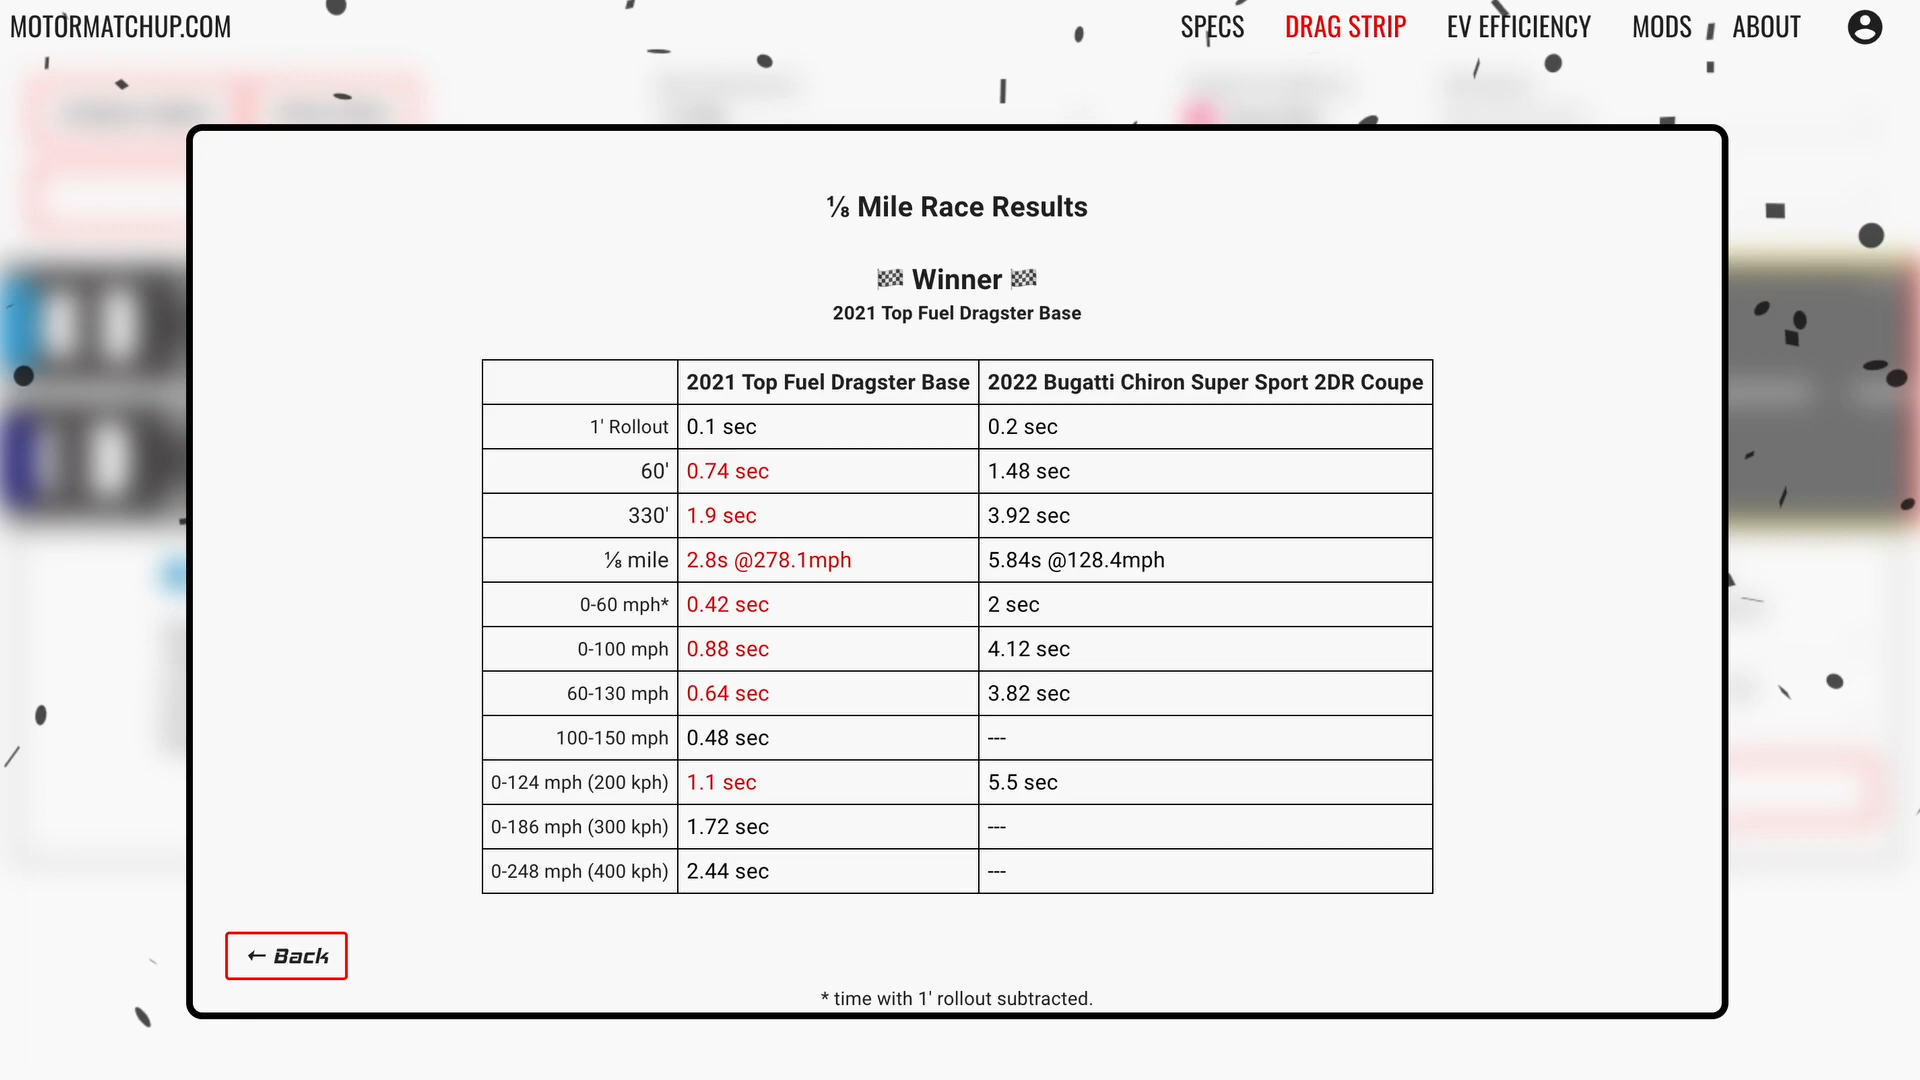 MOTORMATCHUP.COM
SPECS
DRAG STRIP
EV EFFICIENCY
MODS
ABOUT
⅛ Mile Race Results
🏁 Winner 🏁
2021 Top Fuel Dragster Base
2021 Top Fuel Dragster Base 2022 Bugatti Chiron Super Sport 2DR Coupe
1' Rollout 0.1 sec 0.2 sec
60' 0.74 sec 1.48 sec
330' 1.9 sec 3.92 sec
⅛ mile 2.8s @278.1mph 5.84s @128.4mph
0-60 mph* 0.42 sec 2 sec
0-100 mph 0.88 sec 4.12 sec
60-130 mph 0.64 sec 3.82 sec
100-150 mph 0.48 sec ---
0-124 mph (200 kph) 1.1 sec 5.5 sec
0-186 mph (300 kph) 1.72 sec ---
0-248 mph (400 kph) 2.44 sec ---
← Back
* time with 1' rollout subtracted.